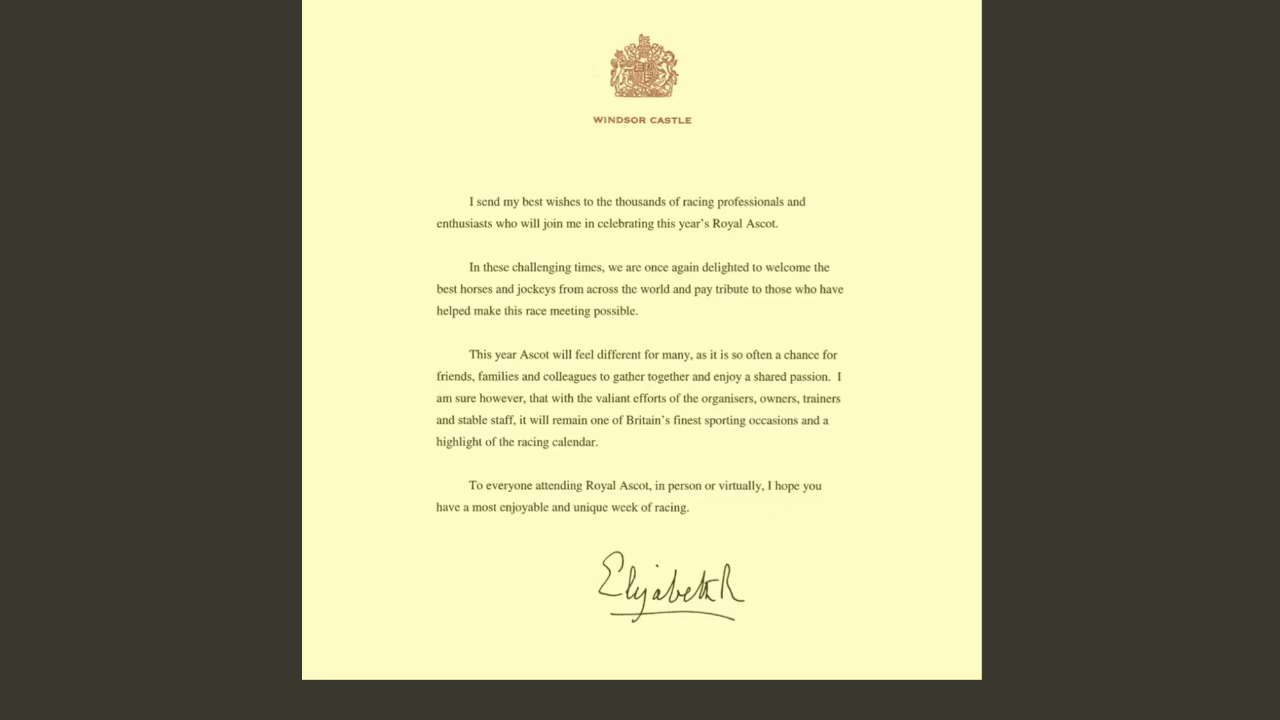 WINDSOR CASTLE
I send my best wishes to the thousands of racing professionals and
enthusiasts who will join me in celebrating this year's Royal Ascot.
In these challenging times, we are once again delighted to welcome the
best horses and jockeys from across the world and pay tribute to those who have
helped make this race meeting possible.
This year Ascot will feel different for many, as it is so often a chance for
friends, families and colleagues to gather together and enjoy a shared passion. I
am sure however, that with the valiant efforts of the organisers, owners, trainers
and stable staff, it will remain one of Britain's finest sporting occasions and a
highlight of the racing calendar.
To everyone attending Royal Ascot, in person or virtually, I hope you
have a most enjoyable and unique week of racing.
Elizabeth R